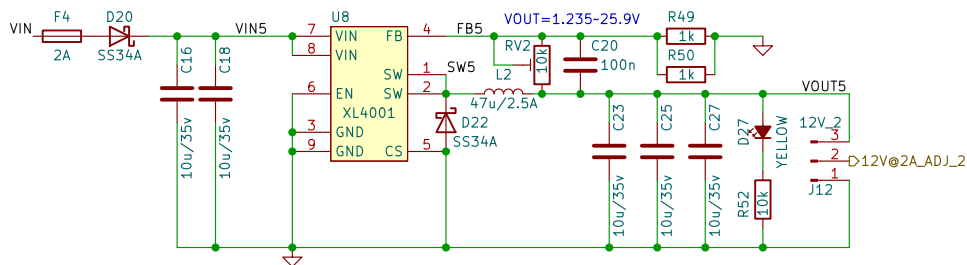 VIN
F4
2A
D20
SS34A
VIN5
C16
10u/35v
C18
10u/35v
U8
7 VIN FB 4
8 VIN
SW 1
6 EN SW 2
XL4001
3 GND
9 GND CS 5
FB5
SW5
VOUT=1.235~25.9V
RV2
10k
L2
47u/2.5A
D22
SS34A
C20
100n
R49
1k
R50
1k
VOUT5
C23
10u/35v
C25
10u/35v
C27
10u/35v
D27
YELLOW
R52
10k
12V_2
3
2
1
J12
12V@2A_ADJ_2